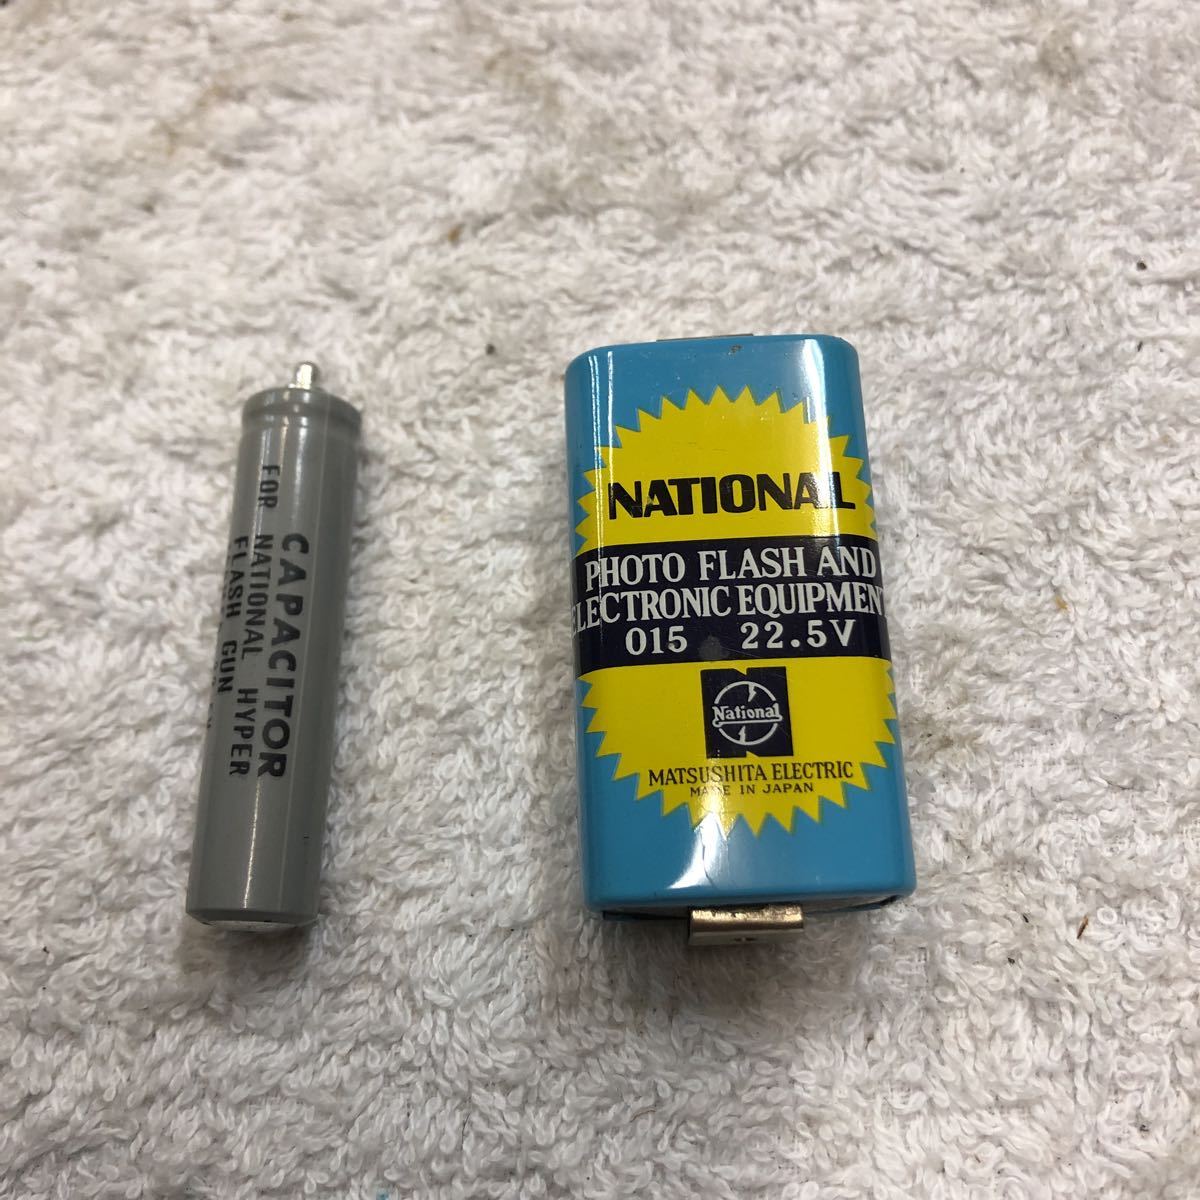 CAPACITOR
FOR NATIONAL HYPER
FLASH GUN
NATIONAL
PHOTO FLASH AND
ELECTRONIC EQUIPMENT
015 22.5V
National
MATSUSHITA ELECTRIC
MADE IN JAPAN